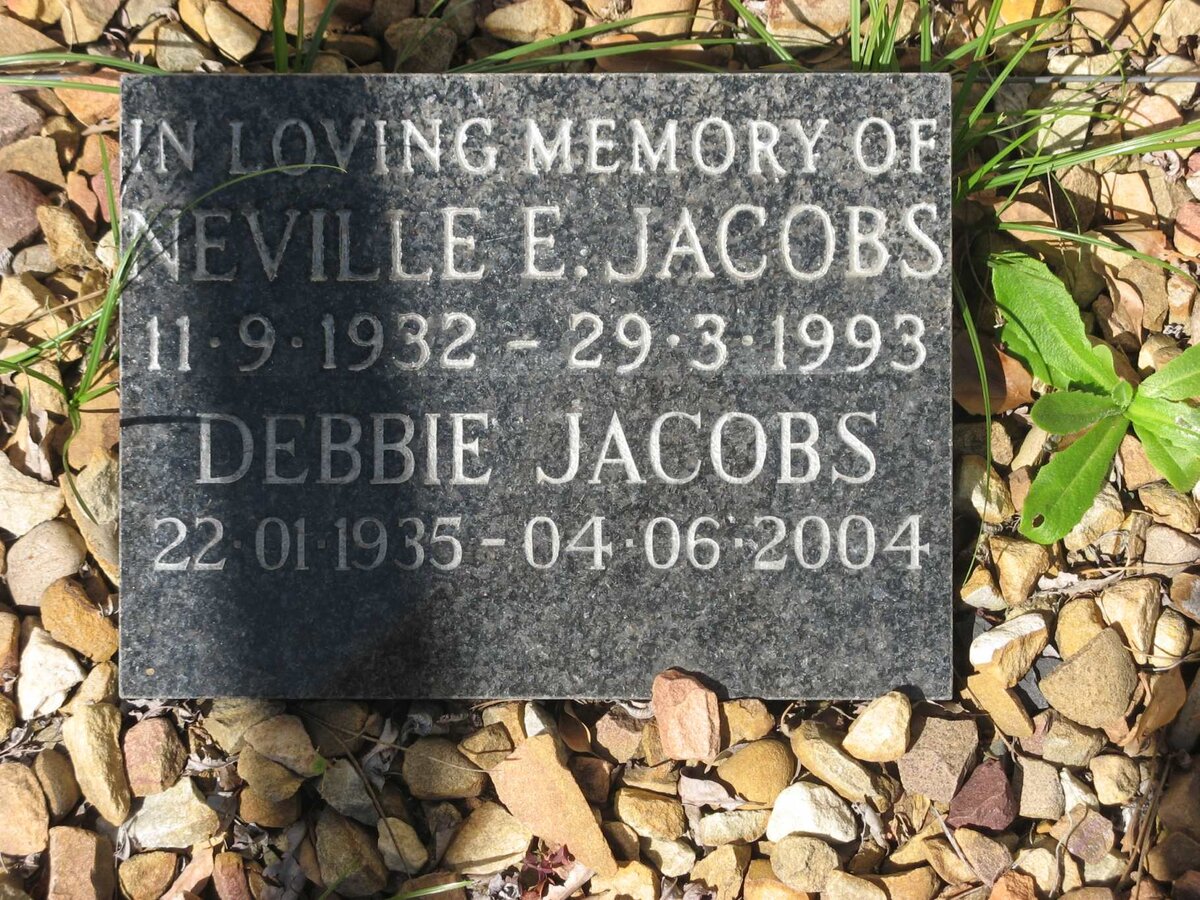 IN LOVING MEMORY OF
NEVILLE E. JACOBS
11·9·1932 - 29·3·1993
DEBBIE JACOBS
22·01·1935 - 04·06·2004